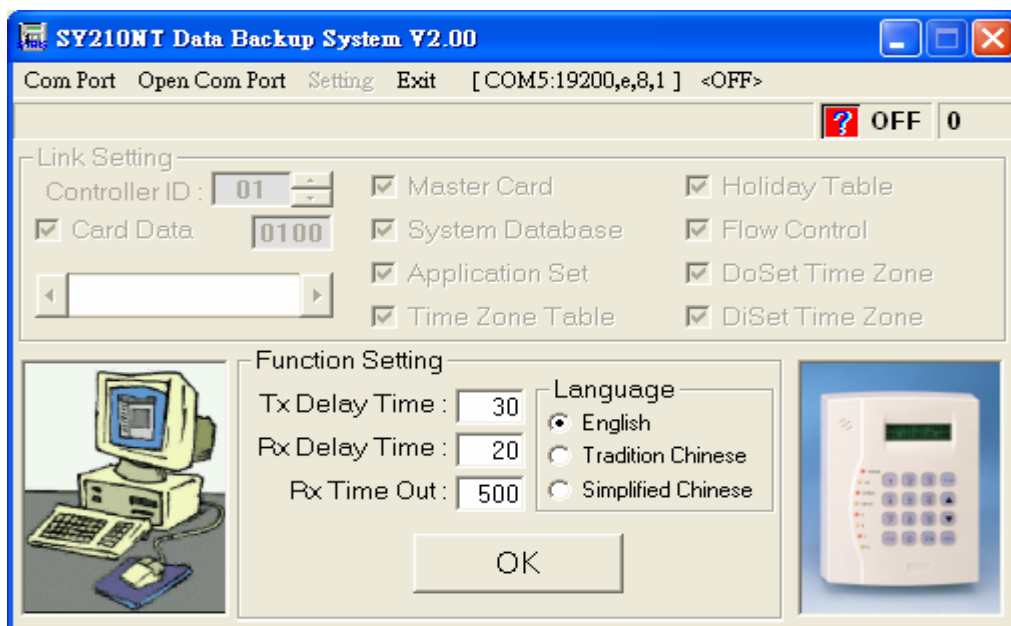 SY210NT Data Backup System V2.00
Com Port Open Com Port Setting Exit [ COM5:19200,e,8,1 ] <OFF>
? OFF 0
Link Setting
Controller ID : 01
Master Card
Holiday Table
Card Data 0100
System Database
Flow Control
Application Set
DoSet Time Zone
Time Zone Table
DiSet Time Zone
Function Setting
Tx Delay Time : 30
Rx Delay Time : 20
Rx Time Out : 500
Language
English
Tradition Chinese
Simplified Chinese
OK